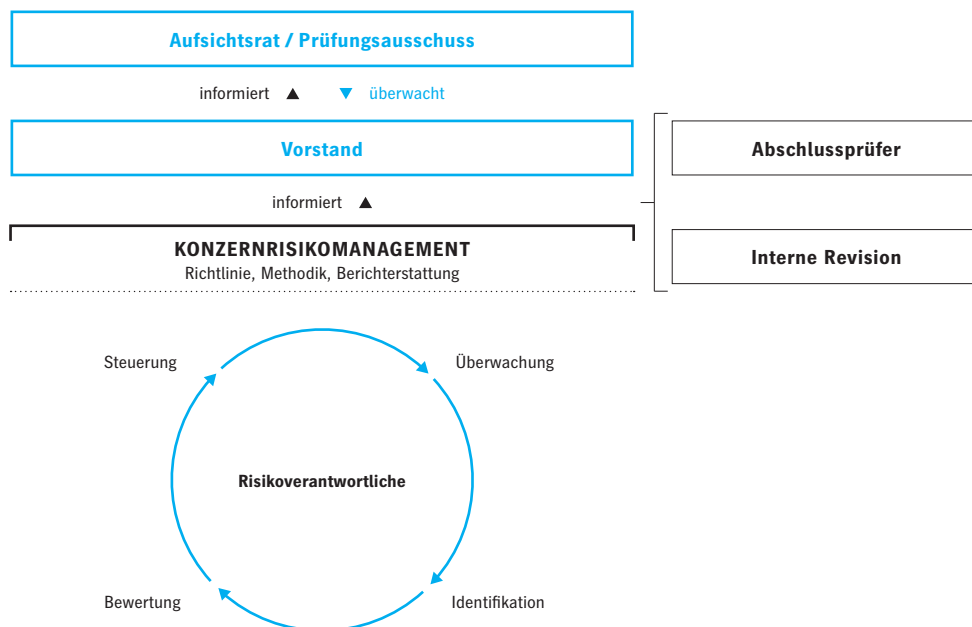 Aufsichtsrat / Prüfungsausschuss
informiert ▲ ▼ überwacht
Vorstand
Abschlussprüfer
informiert ▲
KONZERNRISIKOMANAGEMENT
Richtlinie, Methodik, Berichterstattung
Interne Revision
Steuerung
Überwachung
Risikoverantwortliche
Bewertung
Identifikation